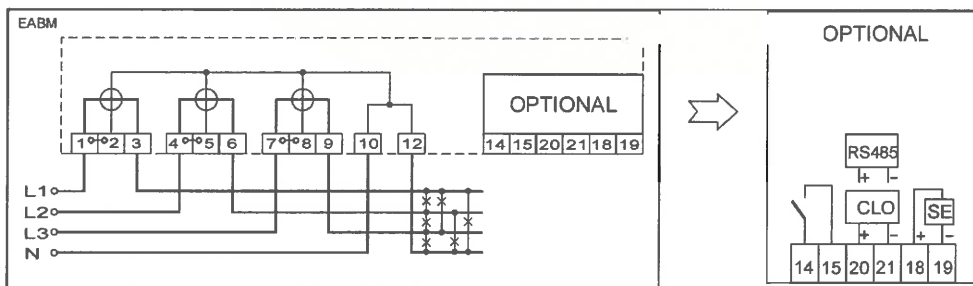 EABM
OPTIONAL
OPTIONAL
1 2 3 4 5 6 7 8 9 10 12 14 15 20 21 18 19
RS485
+ -
L1
L2
L3
N
CLO
SE
+ - + -
14 15 20 21 18 19